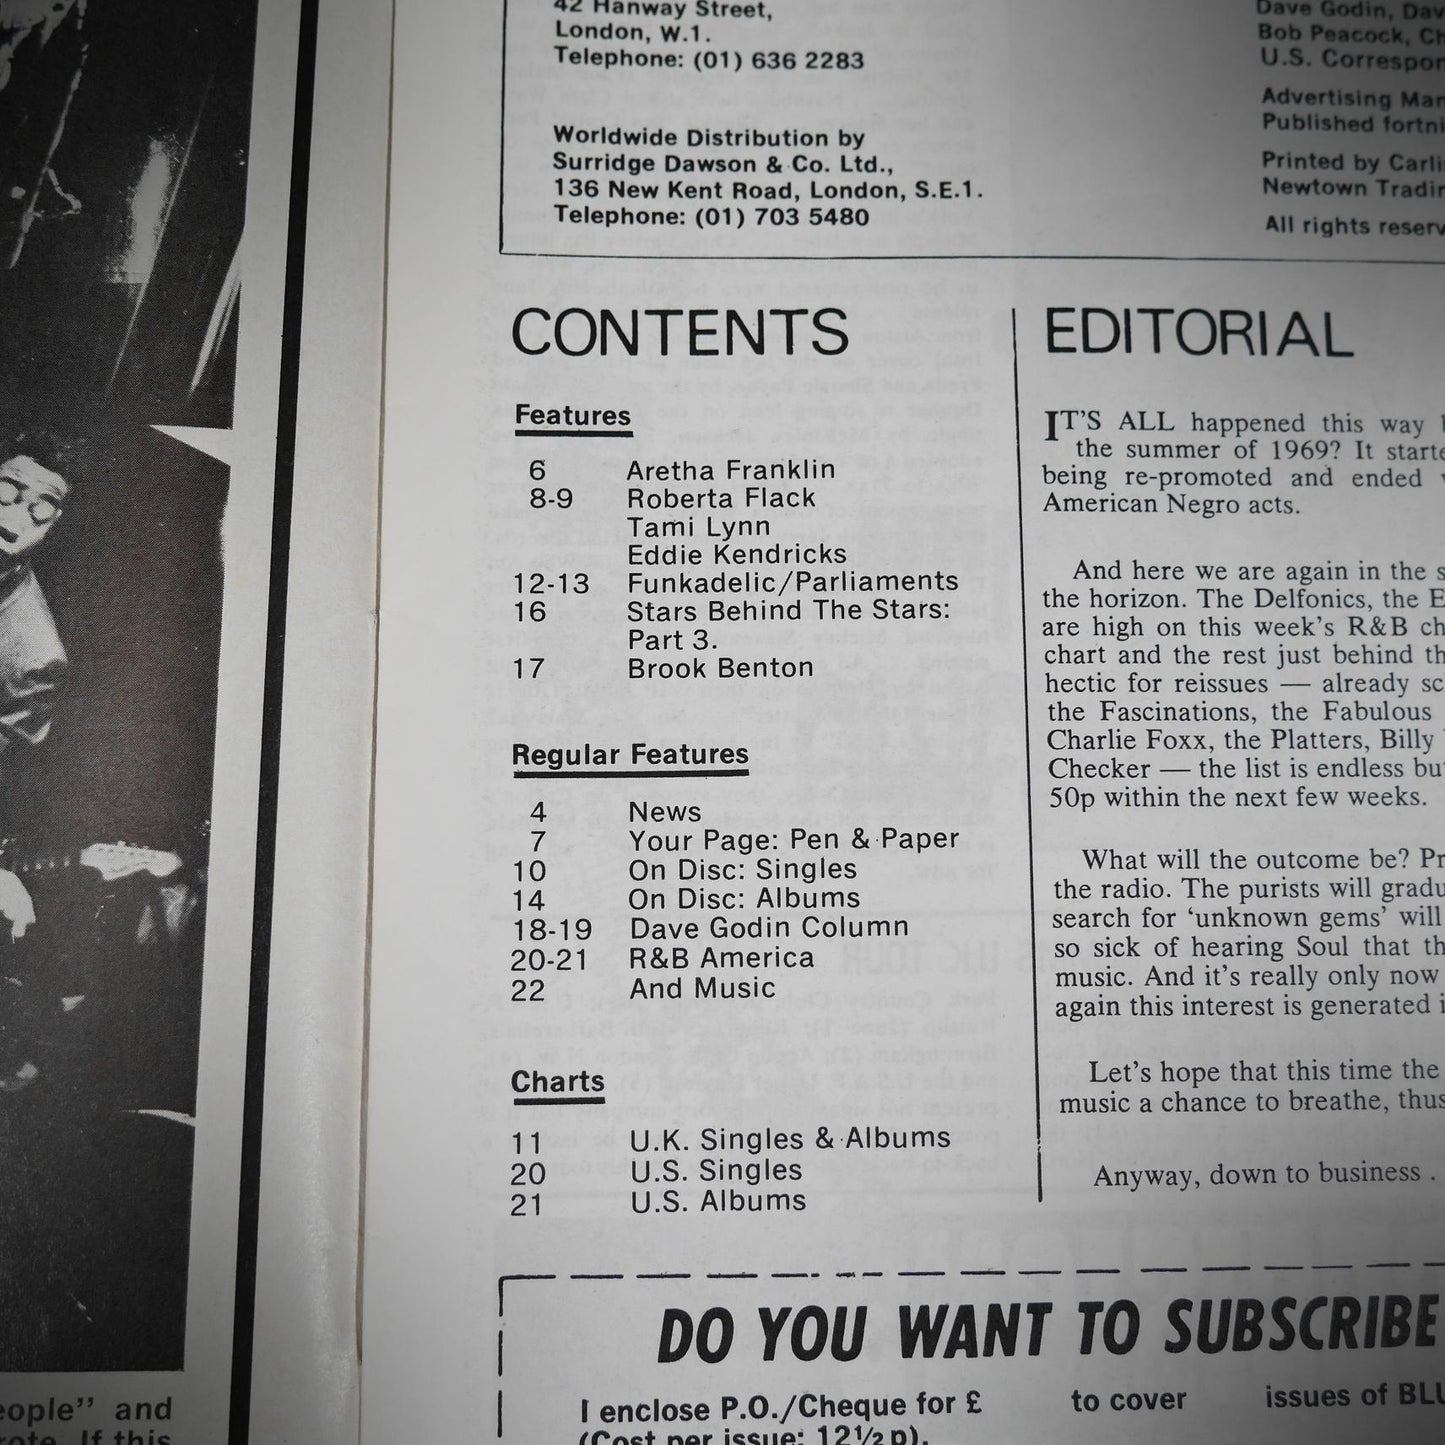 42 Hanway Street,
London, W.1.
Telephone: (01) 636 2283
Worldwide Distribution by
Surridge Dawson & Co. Ltd.,
136 New Kent Road, London, S.E.1.
Telephone: (01) 703 5480
Dave Godin, Dav
Bob Peacock, Ch
U.S. Correspon
Advertising Man
Published fortni
Printed by Carli
Newtown Tradin
All rights reserv
CONTENTS
Features
6 Aretha Franklin
8-9 Roberta Flack
Tami Lynn
Eddie Kendricks
12-13 Funkadelic/Parliaments
16 Stars Behind The Stars:
Part 3.
17 Brook Benton
Regular Features
4 News
7 Your Page: Pen & Paper
10 On Disc: Singles
14 On Disc: Albums
18-19 Dave Godin Column
20-21 R&B America
22 And Music
Charts
11 U.K. Singles & Albums
20 U.S. Singles
21 U.S. Albums
EDITORIAL
IT'S ALL happened this way
the summer of 1969? It starte
being re-promoted and ended
American Negro acts.
And here we are again in the s
the horizon. The Delfonics, the E
are high on this week's R&B ch
chart and the rest just behind th
hectic for reissues — already sc
the Fascinations, the Fabulous
Charlie Foxx, the Platters, Billy
Checker — the list is endless bu
50p within the next few weeks.
What will the outcome be? Pr
the radio. The purists will gradu
search for 'unknown gems' will
so sick of hearing Soul that th
music. And it's really only now
again this interest is generated i
Let's hope that this time the
music a chance to breathe, thus
Anyway, down to business .
DO YOU WANT TO SUBSCRIBE
I enclose P.O./Cheque for £ to cover issues of BLU
(Cost per issue: 12½p).
eople" and
rote. If this